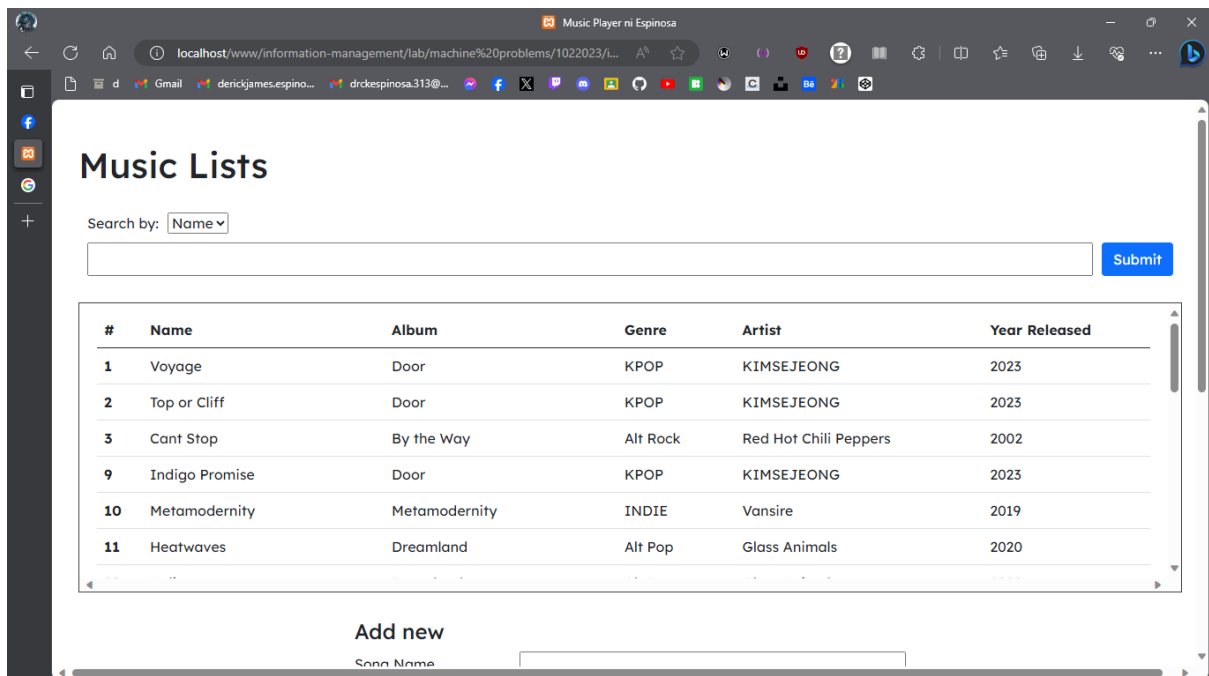 Music Player ni Espinosa
localhost/www/information-management/lab/machine%20problems/1022023/i...
d Gmail derickjames.espino... drckespinosa.313@...
Music Lists
Search by: Name
Submit
# Name Album Genre Artist Year Released
1 Voyage Door KPOP KIMSEJEONG 2023
2 Top or Cliff Door KPOP KIMSEJEONG 2023
3 Cant Stop By the Way Alt Rock Red Hot Chili Peppers 2002
9 Indigo Promise Door KPOP KIMSEJEONG 2023
10 Metamodernity Metamodernity INDIE Vansire 2019
11 Heatwaves Dreamland Alt Pop Glass Animals 2020
Add new
Song Name